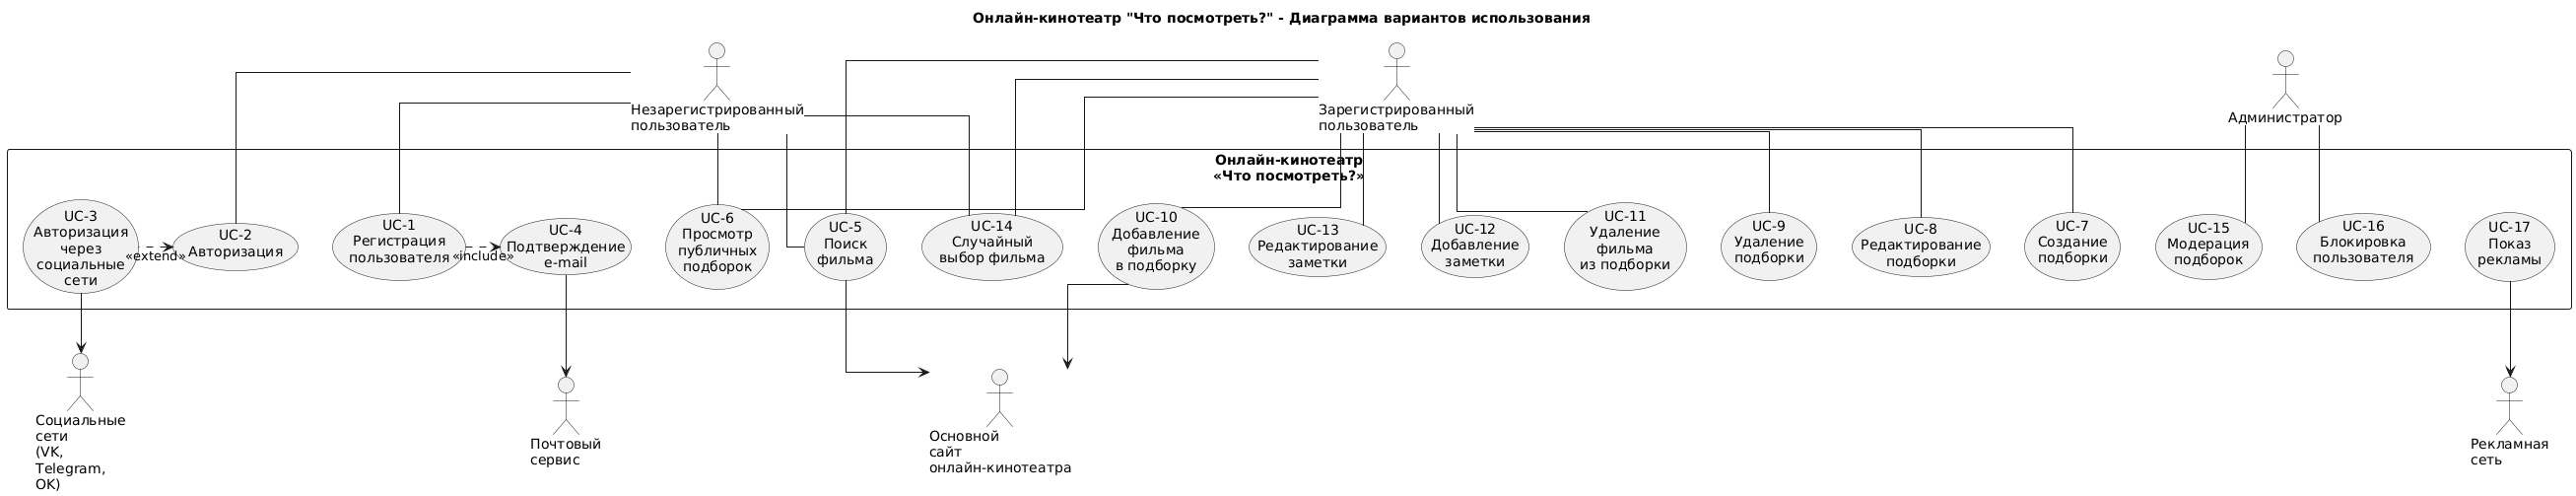 Онлайн-кинотеатр "Что посмотреть?" - Диаграмма вариантов использования
Незарегистрированный
пользователь
Зарегистрированный
пользователь
Администратор
Онлайн-кинотеатр
«Что посмотреть?»
UC-3
Авторизация
через
социальные
сети
«extend»
UC-2
Авторизация
UC-1
Регистрация
пользователя
«include»
UC-4
Подтверждение
e-mail
UC-6
Просмотр
публичных
подборок
UC-5
Поиск
фильма
UC-14
Случайный
выбор фильма
UC-10
Добавление
фильма
в подборку
UC-13
Редактирование
заметки
UC-12
Добавление
заметки
UC-11
Удаление
фильма
из подборки
UC-9
Удаление
подборки
UC-8
Редактирование
подборки
UC-7
Создание
подборки
UC-15
Модерация
подборок
UC-16
Блокировка
пользователя
UC-17
Показ
рекламы
Социальные
сети
(VK,
Telegram,
OK)
Почтовый
сервис
Основной
сайт
онлайн-кинотеатра
Рекламная
сеть